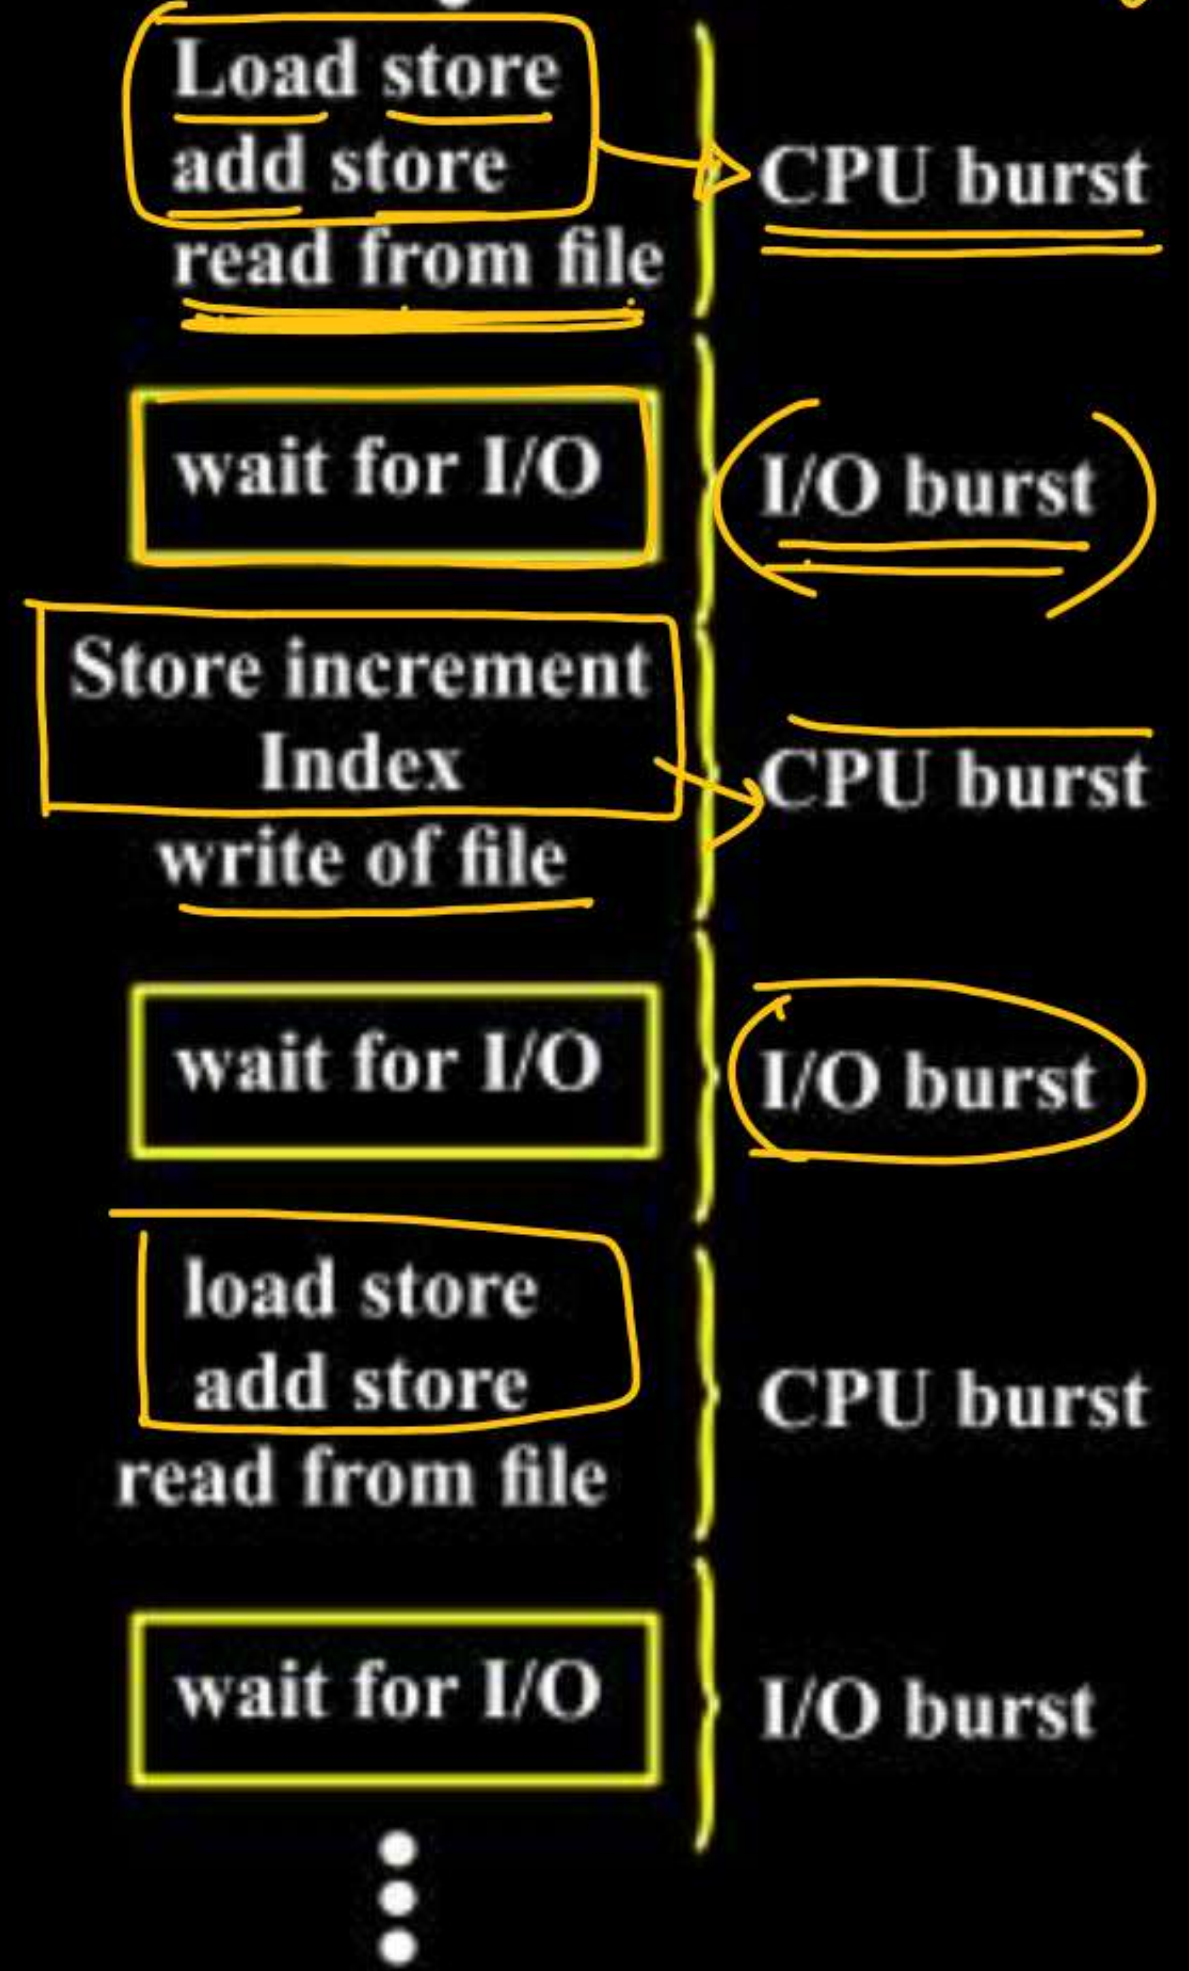 Load store
add store
read from file
CPU burst
wait for I/O
I/O burst
Store increment
Index
write of file
CPU burst
wait for I/O
I/O burst
load store
add store
read from file
CPU burst
wait for I/O
I/O burst